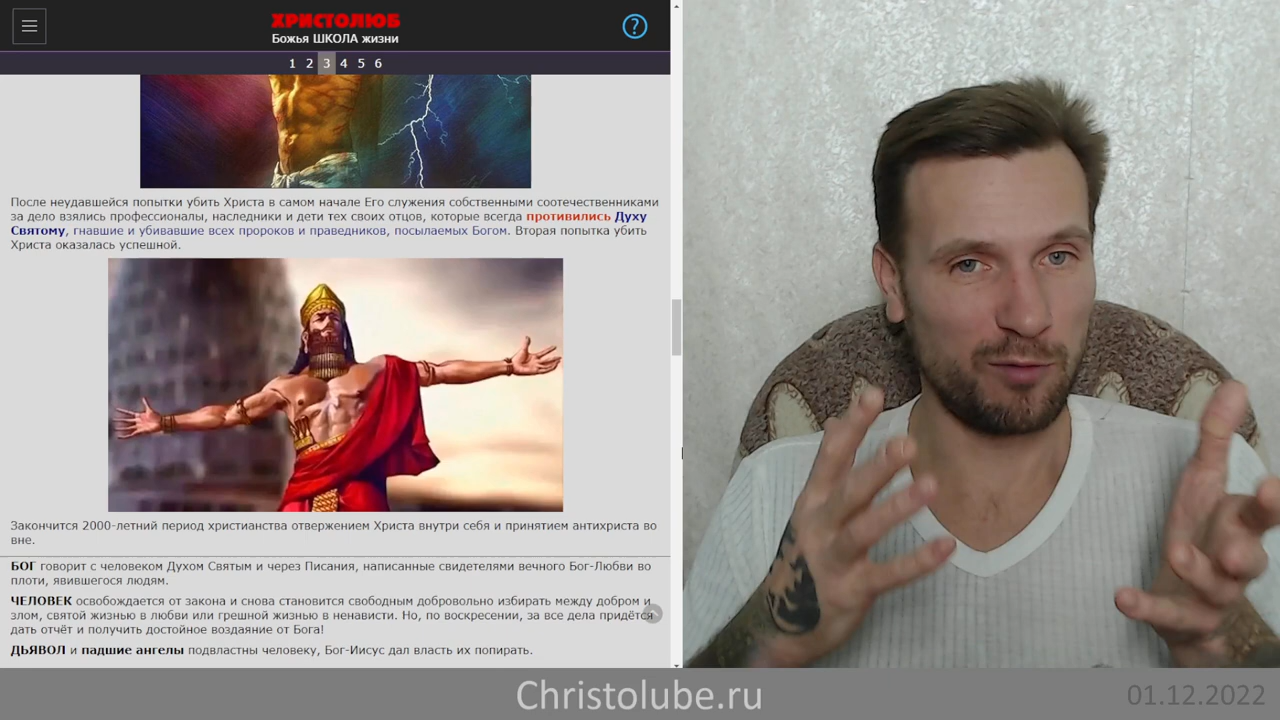 ХРИСТОЛЮБ
Божья ШКОЛА жизни
?
1 2 3 4 5 6
После неудавшейся попытки убить Христа в самом начале Его служения собственными соотечественниками
за дело взялись профессионалы, наследники и дети тех своих отцов, которые всегда противились Духу
Святому, гнавшие и убивавшие всех пророков и праведников, посылаемых Богом. Вторая попытка убить
Христа оказалась успешной.
Закончится 2000-летний период христианства отвержением Христа внутри себя и принятием антихриста во
вне.
БОГ говорит с человеком Духом Святым и через Писания, написанные свидетелями вечного Бог-Любви во
плоти, явившегося людям.
ЧЕЛОВЕК освобождается от закона и снова становится свободным добровольно избирать между добром и
злом, святой жизнью в любви или грешной жизнью в ненависти. Но, по воскресении, за все дела придётся
дать отчёт и получить достойное воздаяние от Бога!
ДЬЯВОЛ и падшие ангелы подвластны человеку, Бог-Иисус дал власть их попирать.
Christolube.ru
01.12.2022